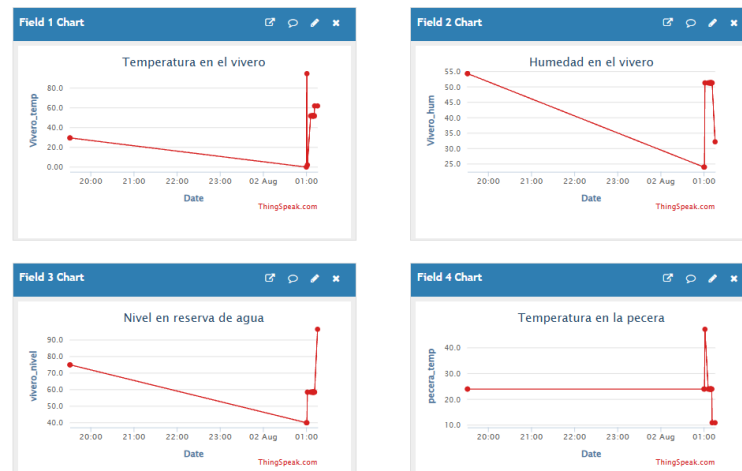 Field 1 Chart
Temperatura en el vivero
Vivero_temp
80.0
60.0
40.0
20.0
0.00
20:00 21:00 22:00 23:00 02 Aug 01:00
Date
ThingSpeak.com
Field 2 Chart
Humedad en el vivero
Vivero_hum
55.0
50.0
45.0
40.0
35.0
30.0
25.0
20:00 21:00 22:00 23:00 02 Aug 01:00
Date
ThingSpeak.com
Field 3 Chart
Nivel en reserva de agua
vivero_nivel
90.0
80.0
70.0
60.0
50.0
40.0
20:00 21:00 22:00 23:00 02 Aug 01:00
Date
ThingSpeak.com
Field 4 Chart
Temperatura en la pecera
pecera_temp
40.0
30.0
20.0
10.0
20:00 21:00 22:00 23:00 02 Aug 01:00
Date
ThingSpeak.com